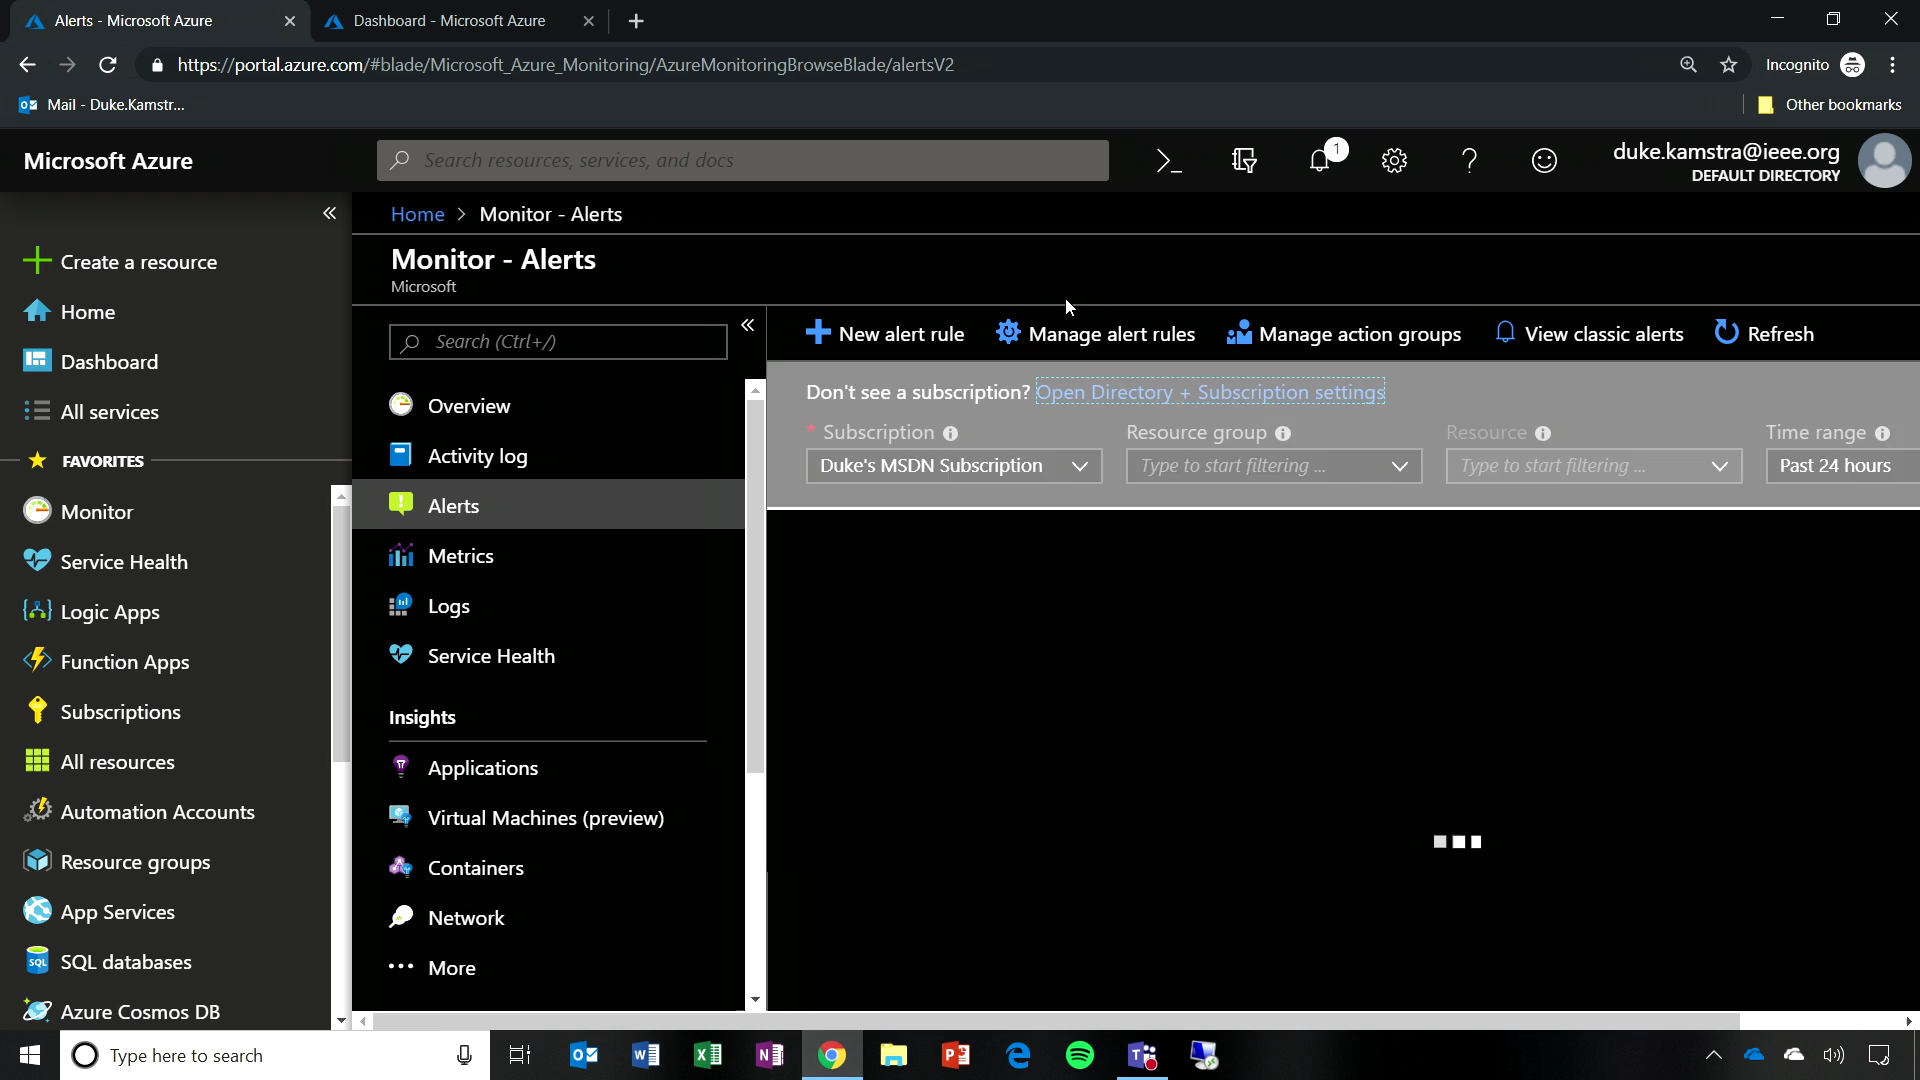 Alerts - Microsoft Azure
Dashboard - Microsoft Azure
https://portal.azure.com/#blade/Microsoft_Azure_Monitoring/AzureMonitoringBrowseBlade/alertsV2
Incognito
Mail - Duke.Kamstr...
Other bookmarks
Microsoft Azure
Search resources, services, and docs
1
duke.kamstra@ieee.org
DEFAULT DIRECTORY
Create a resource
Home
Dashboard
All services
FAVORITES
Monitor
Service Health
Logic Apps
Function Apps
Subscriptions
All resources
Automation Accounts
Resource groups
App Services
SQL databases
Azure Cosmos DB
Home > Monitor - Alerts
Monitor - Alerts
Microsoft
Search (Ctrl+/)
Overview
Activity log
Alerts
Metrics
Logs
Service Health
Insights
Applications
Virtual Machines (preview)
Containers
Network
More
New alert rule
Manage alert rules
Manage action groups
View classic alerts
Refresh
Don't see a subscription? Open Directory + Subscription settings
* Subscription
Resource group
Resource
Time range
Duke's MSDN Subscription
Type to start filtering ...
Type to start filtering ...
Past 24 hours
Type here to search